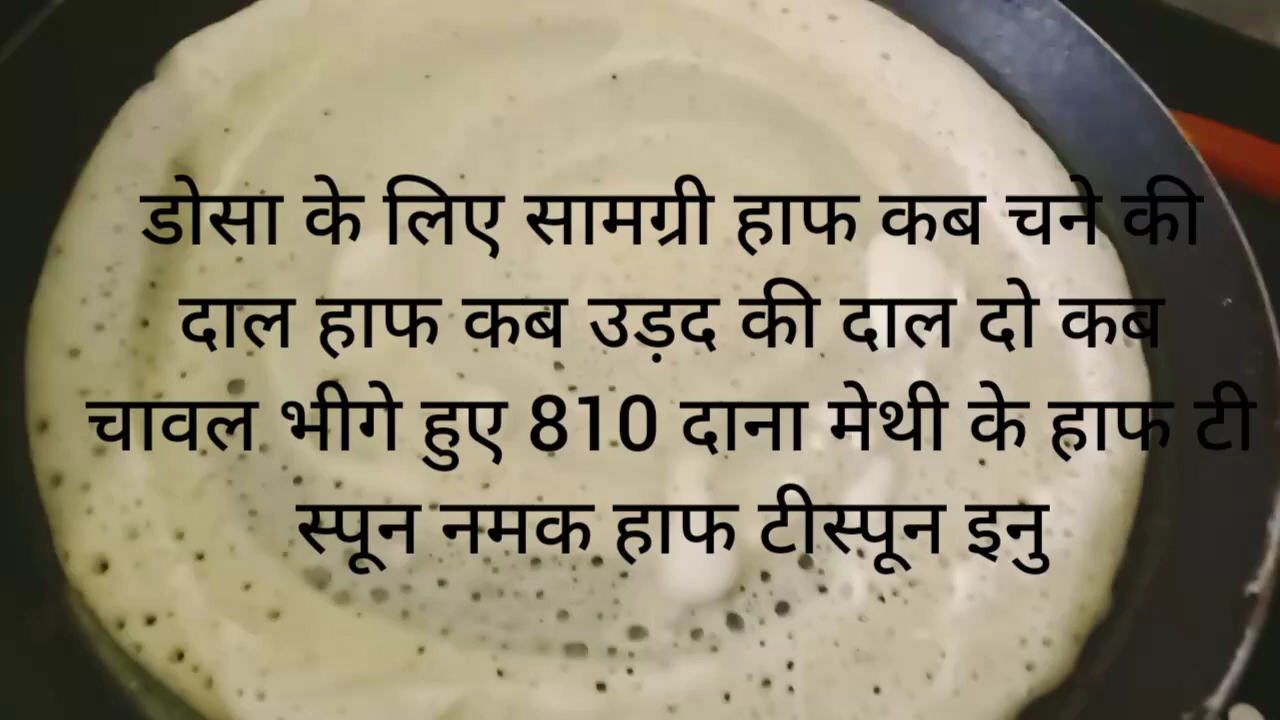 डोसा के लिए सामग्री हाफ कब चने की
दाल हाफ कब उड़द की दाल दो कब
चावल भीगे हुए 810 दाना मेथी के हाफ टी
स्पून नमक हाफ टीस्पून इनु